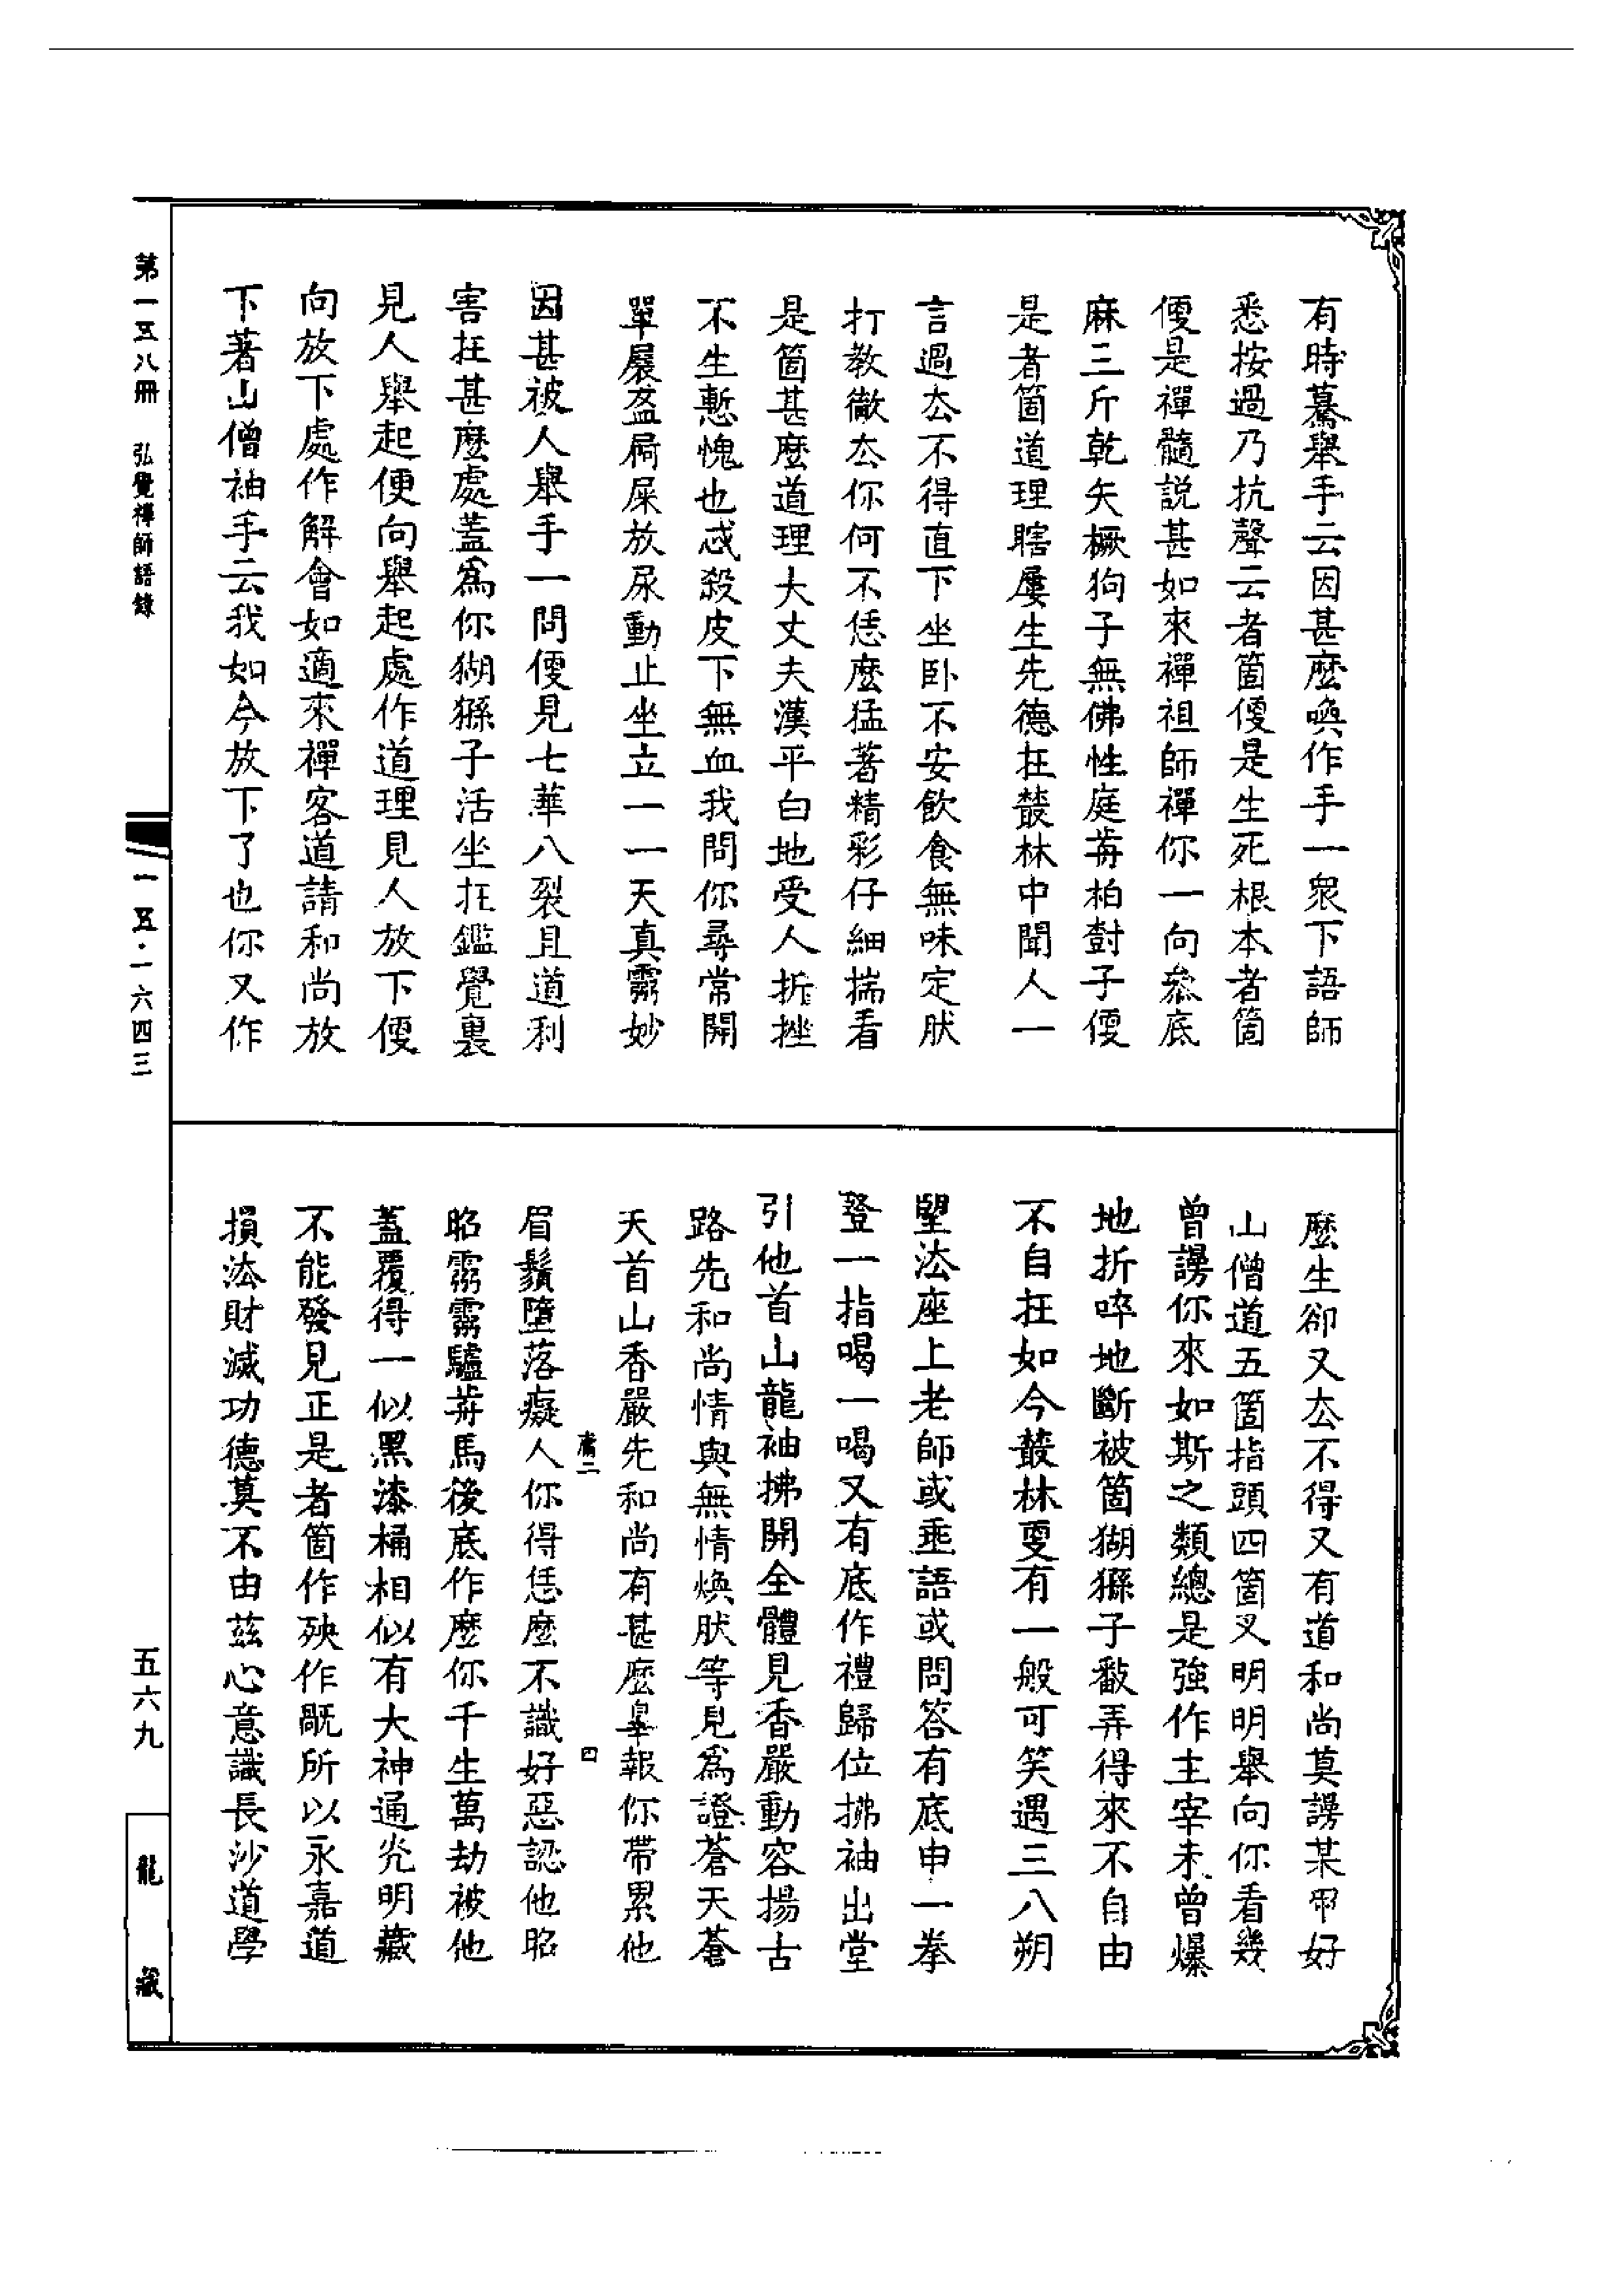 有時驀舉手云因甚麼喚作手一衆下語師
悉按過乃抗聲云者箇便是生死根本者箇
便是禪髓説甚如來禪祖師禪你一向叅底
麻三斤乾矢橛狗子無佛性庭前柏樹子便
是者箇道理瞎屢生先德在叢林中聞人一
言過去不得直下坐卧不安飲食無味定然
打教徹去你何不恁麼猛著精彩仔細揣看
是箇甚麼道理大丈夫漢平白地受人折挫
不生慙愧也忒殺皮下無血我問你尋常開
單展盔屙屎放尿動止坐立一一天真靈妙
因甚被人舉手一問便見七華八裂且道利
害在甚麼處蓋為你猢猻子活坐在鑑覺裏
見人舉起便向舉起處作道理見人放下便
向放下處作解會如適來禪客道請和尚放
下著山僧袖手云我如今放下了也你又作
麼生卻又去不得又有道和尚莫謗某甲好
山僧道五箇指頭四箇叉明明舉向你看幾
曾謗你來如斯之類總是強作主宰未曾爆
地折啐地斷被箇猢猻子敲弄得來不自由
不自在如今叢林更有一般可笑遇三八朔
望法座上老師或垂語或問答有底申一拳
豎一指喝一喝又有底作禮歸位拂袖出堂
引他首山龍袖拂開全體見香嚴動容揚古
路先和尚情與無情煥然等見為證蒼天蒼
天首山香嚴先和尚有甚麼辜報你帶累他
庸二 四
眉鬚墮落癡人你得恁麼不識好惡認他昭
昭靈靈驢前馬後底作麼你千生萬劫被他
蓋覆得一似黑漆桶相似有大神通光明藏
不能發見正是者箇作殃作既所以永嘉道
損法財滅功德莫不由茲心意識長沙道學
第一五八冊 弘覺禪師語錄
一五·一六四三
五六九
龍藏